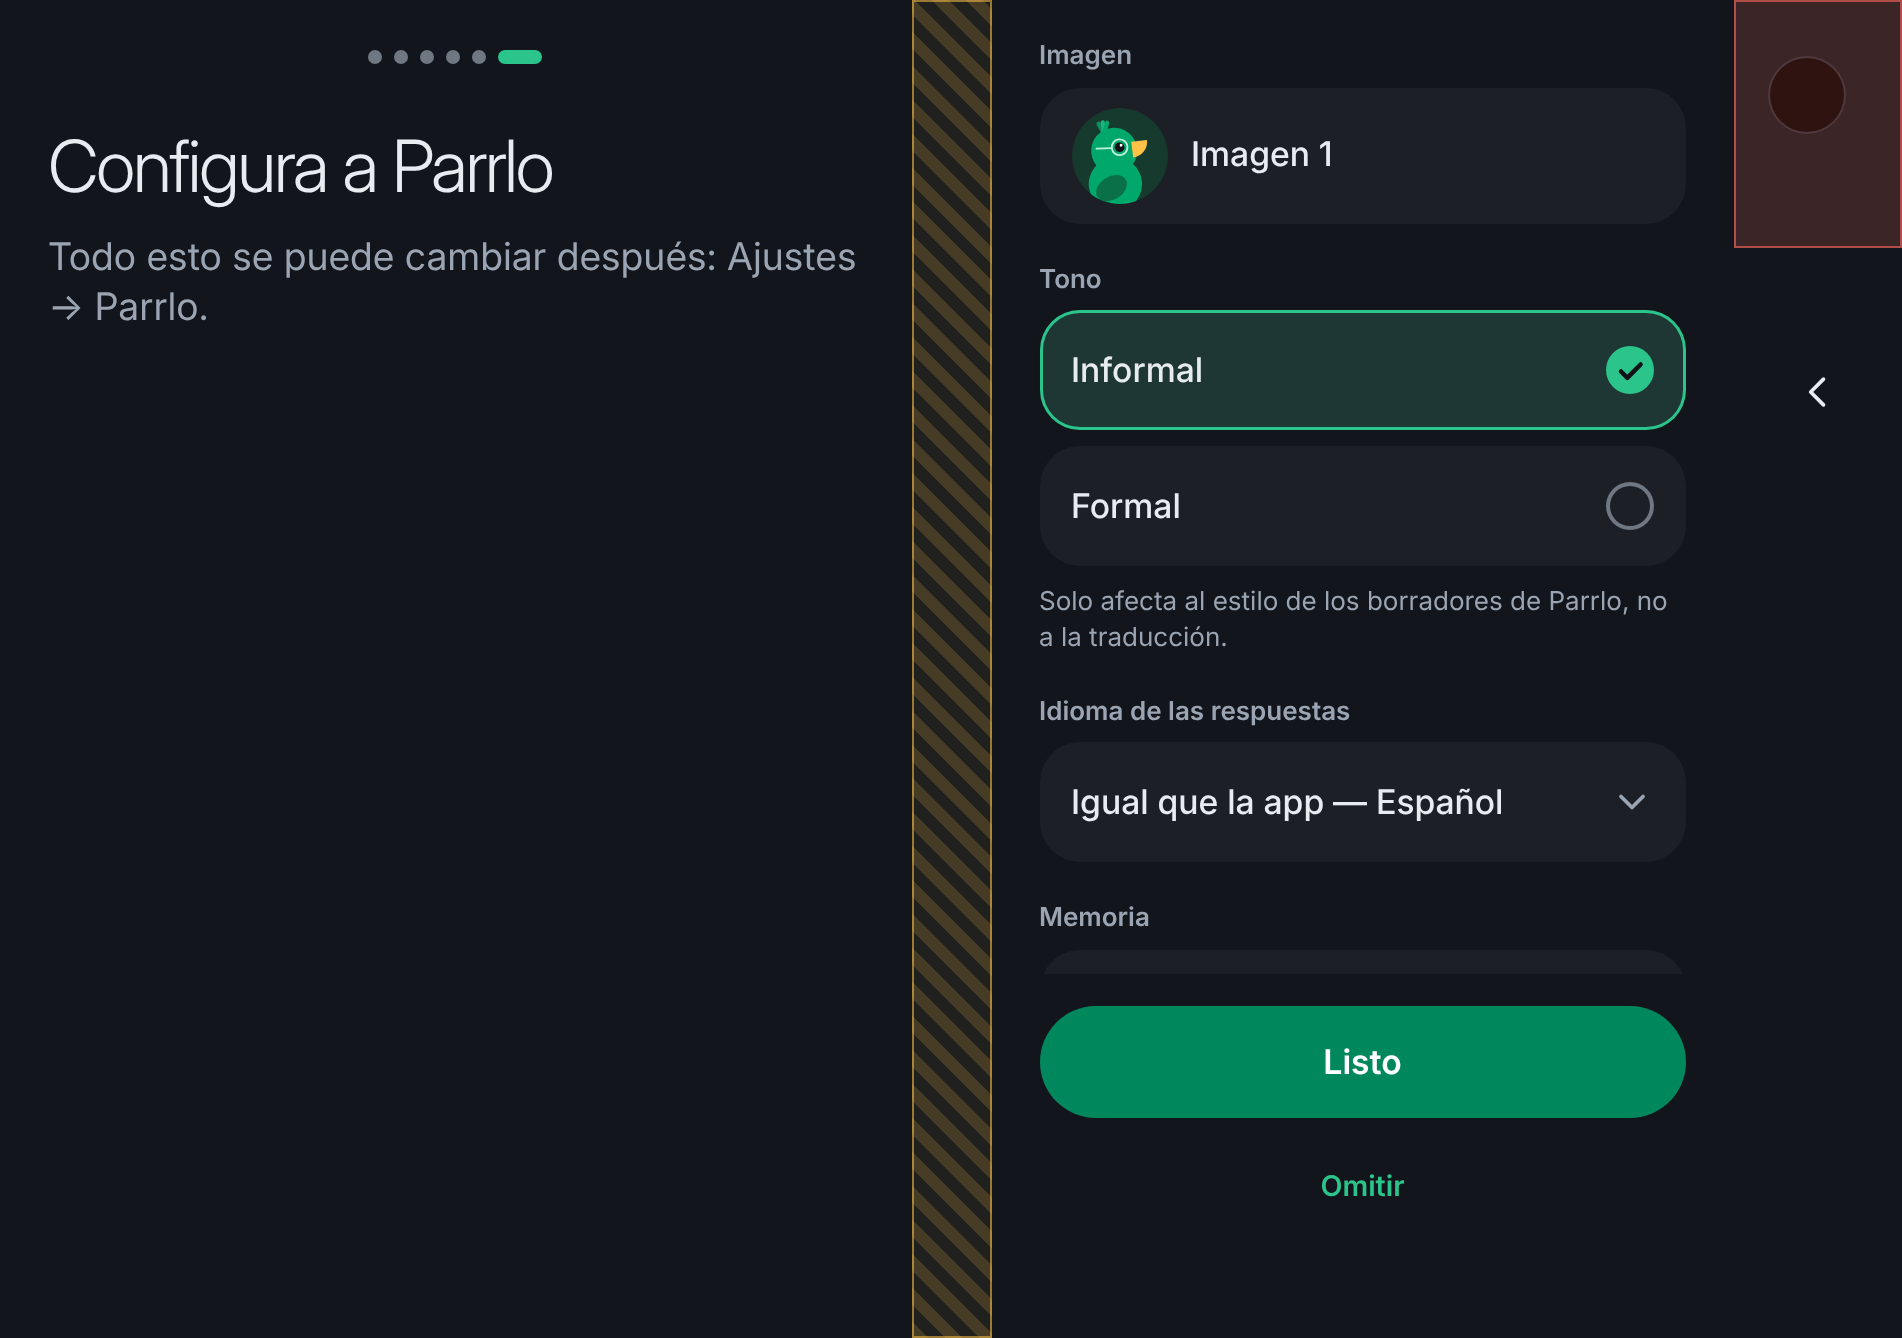 Configura a Parrlo
Todo esto se puede cambiar después: Ajustes
→ Parrlo.
Imagen
Imagen 1
Tono
Informal
Formal
Solo afecta al estilo de los borradores de Parrlo, no
a la traducción.
Idioma de las respuestas
Igual que la app — Español
Memoria
Listo
Omitir